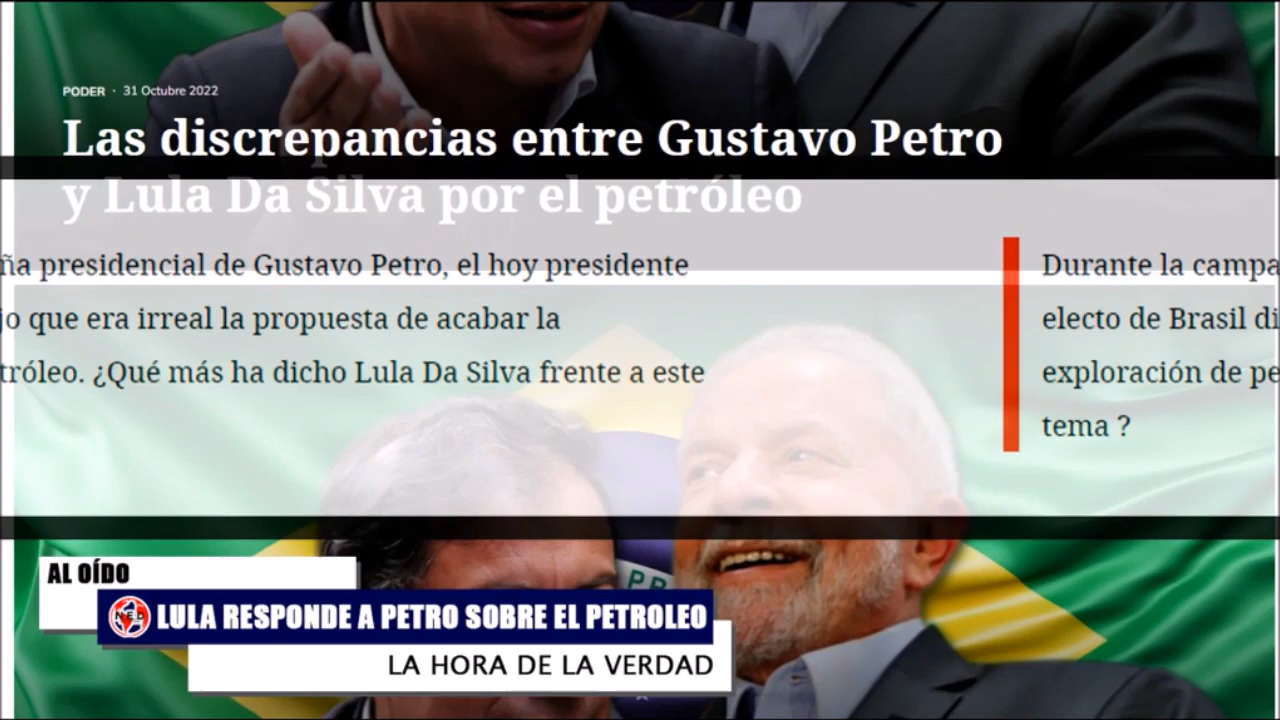 PODER · 31 Octubre 2022
Las discrepancias entre Gustavo Petro
y Lula Da Silva por el petróleo
ña presidencial de Gustavo Petro, el hoy presidente
jo que era irreal la propuesta de acabar la
tróleo. ¿Qué más ha dicho Lula Da Silva frente a este
Durante la campa
electo de Brasil di
exploración de pe
tema ?
PR
AL OÍDO
LULA RESPONDE A PETRO SOBRE EL PETROLEO
LA HORA DE LA VERDAD